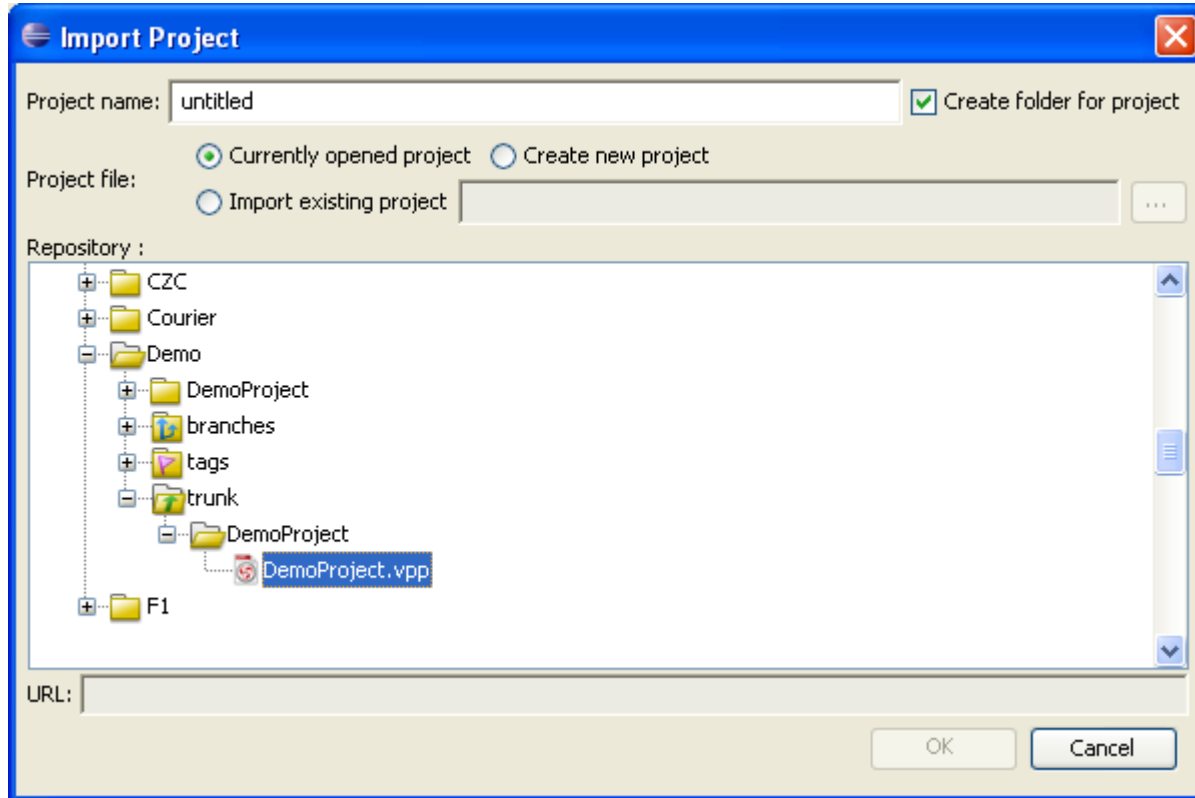 Import Project
Project name: untitled Create folder for project
Currently opened project Create new project
Project file:
Import existing project ...
Repository :
CZC
Courier
Demo
DemoProject
branches
tags
trunk
DemoProject
DemoProject.vpp
F1
URL:
OK Cancel